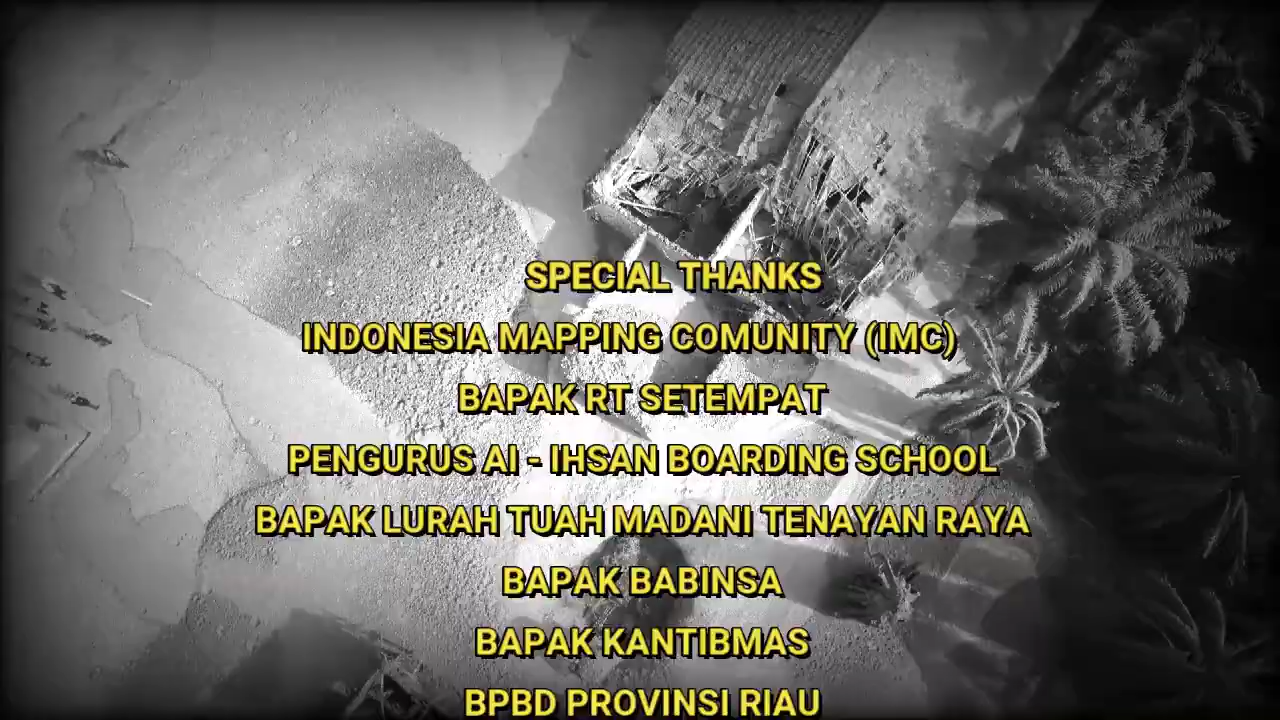 SPECIAL THANKS
INDONESIA MAPPING COMUNITY (IMC)
BAPAK RT SETEMPAT
PENGURUS AI - IHSAN BOARDING SCHOOL
BAPAK LURAH TUAH MADANI TENAYAN RAYA
BAPAK BABINSA
BAPAK KANTIBMAS
BPBD PROVINSI RIAU